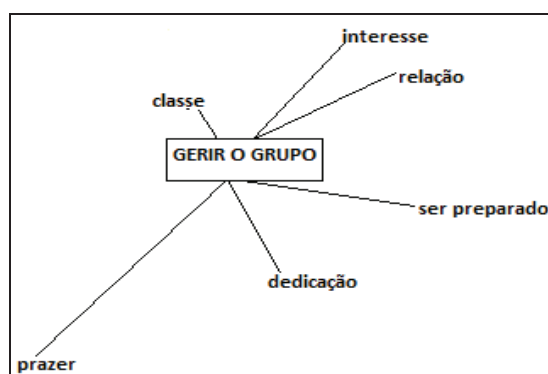 interesse
relação
classe
GERIR O GRUPO
ser preparado
dedicação
prazer